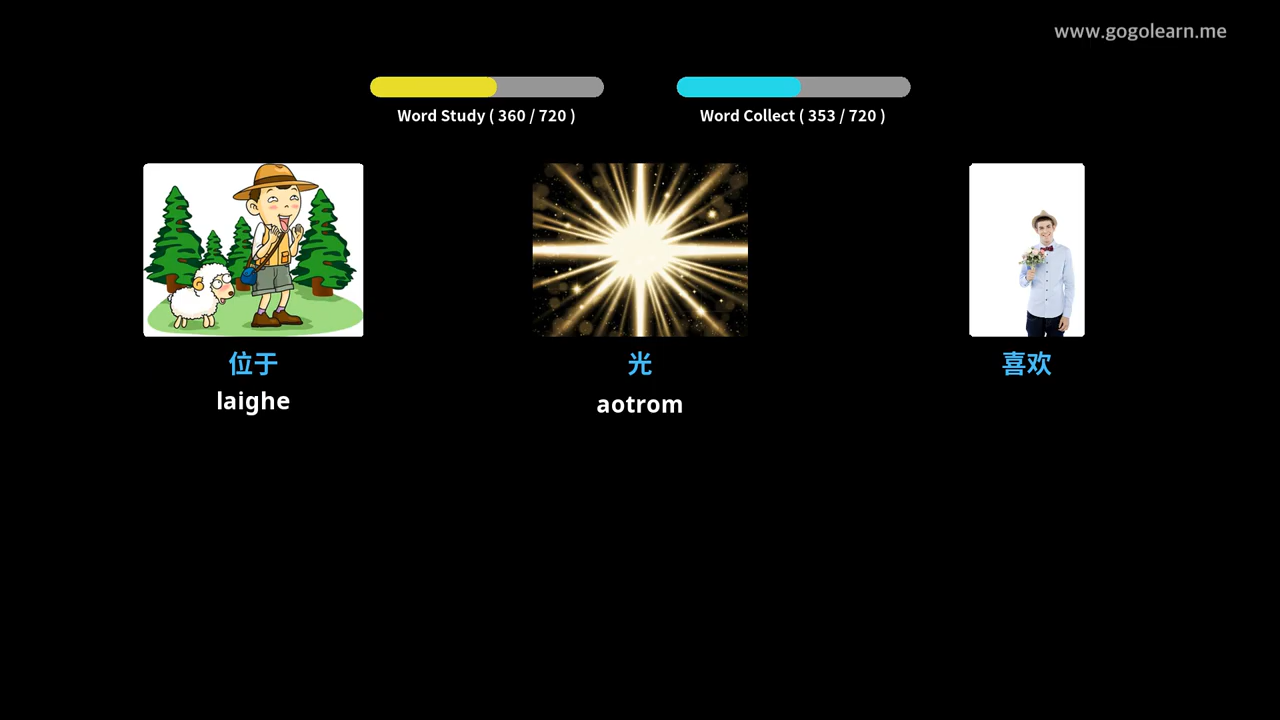 www.gogolearn.me
Word Study ( 360 / 720 )
Word Collect ( 353 / 720 )
位于
laighe
光
aotrom
喜欢